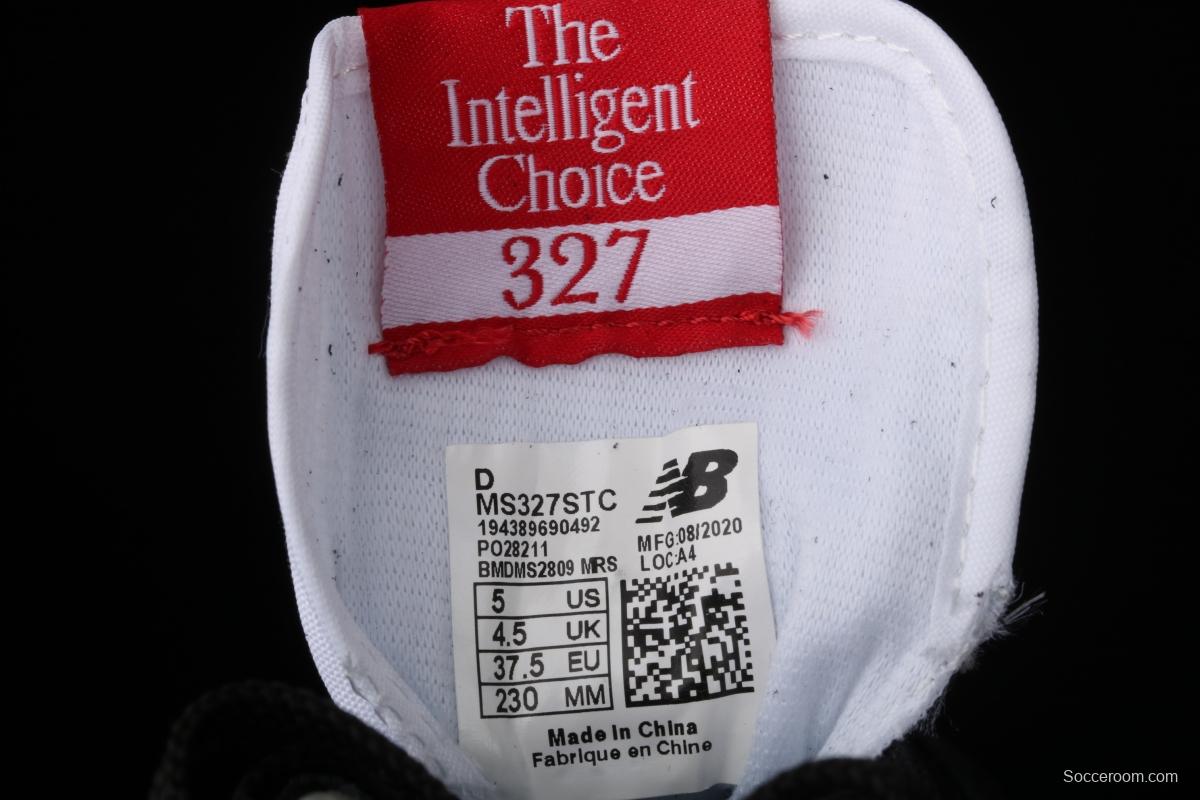 The
Intelligent
Choice
327
D
MS327STC
194389690492
PO28211
BMDMS2809 MRS
NB
MFG:08/2020
LOC:A4
5 US
4.5 UK
37.5 EU
230 MM
Made in China
Fabrique en Chine
Socceroom.com